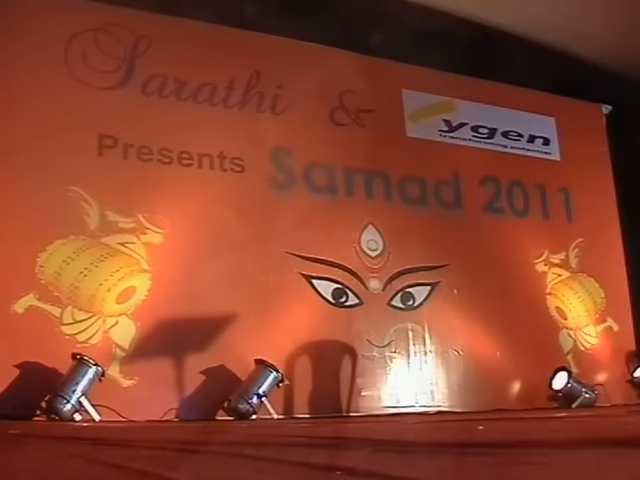 Sarathi &
ygen
transforming potential
Presents Samad 2011